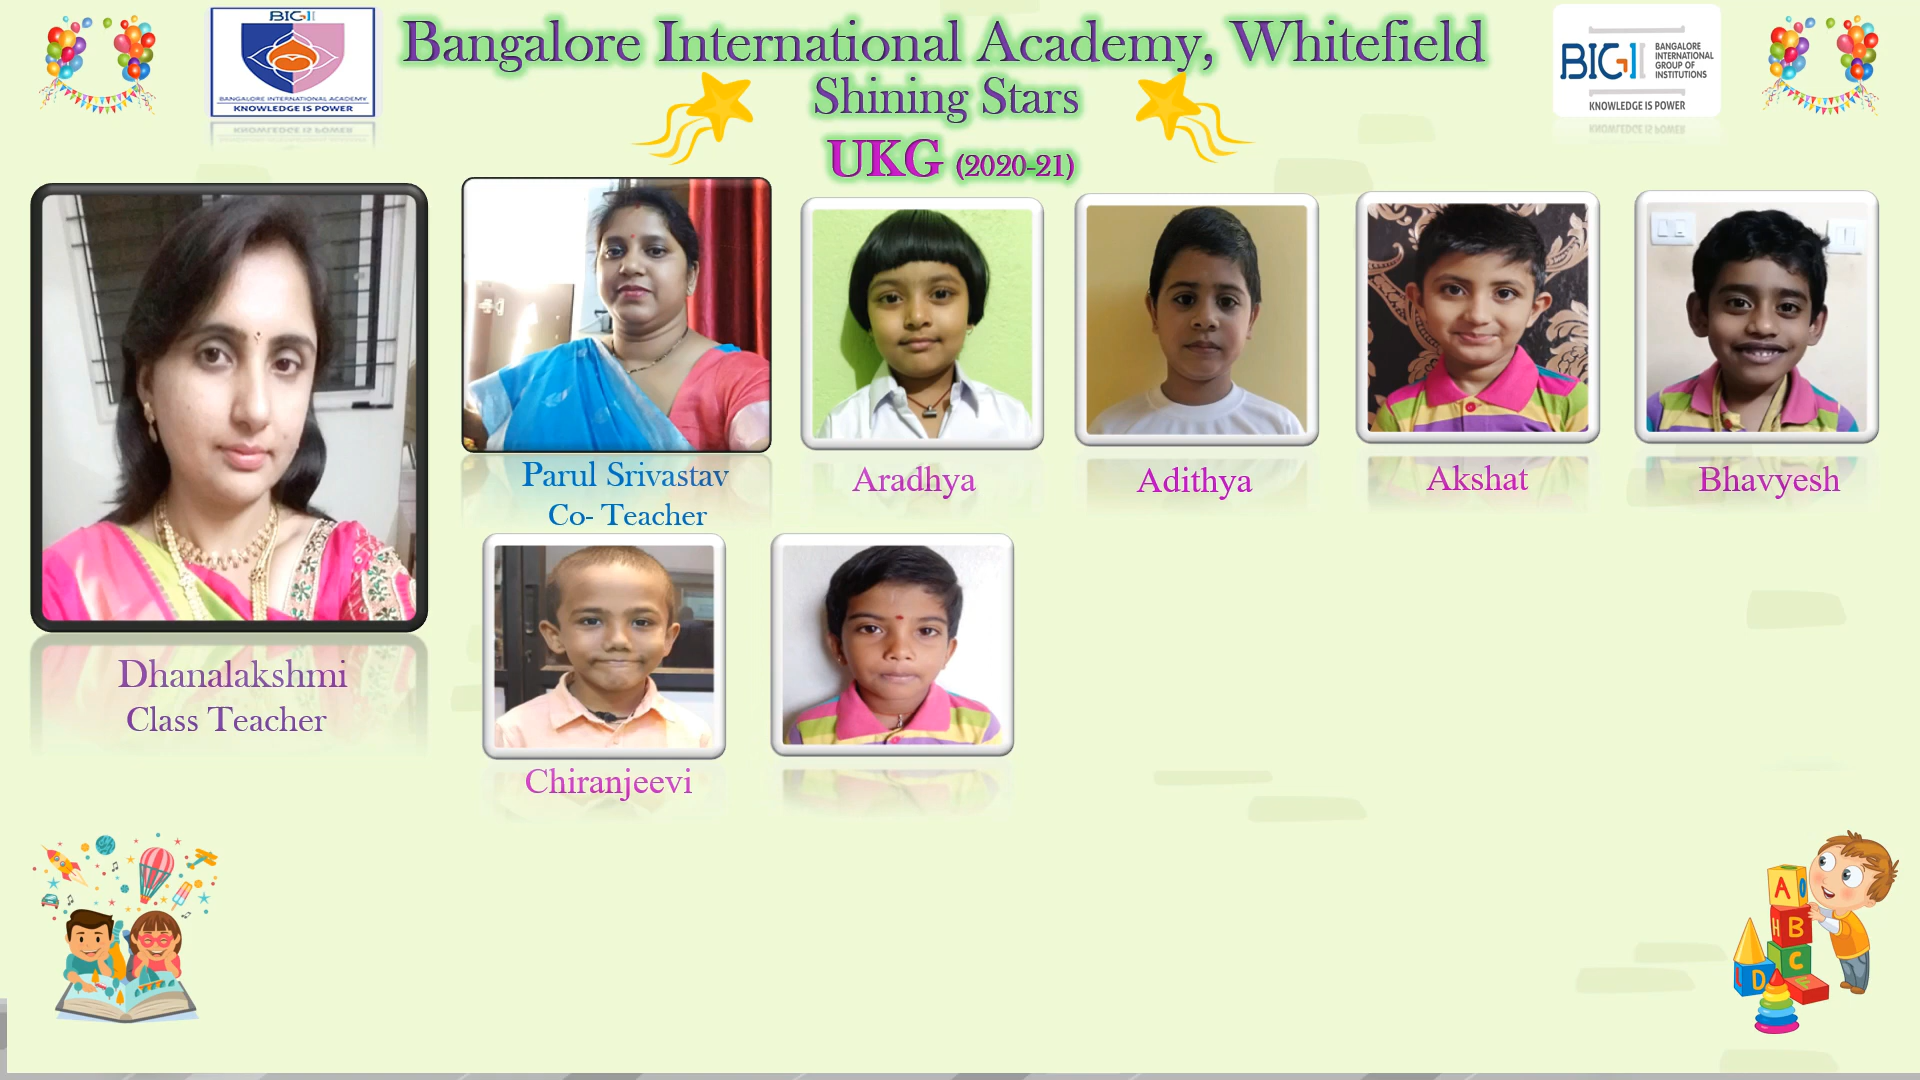 BIGI
BANGALORE INTERNATIONAL ACADEMY
KNOWLEDGE IS POWER
Bangalore International Academy, Whitefield
Shining Stars
UKG (2020-21)
BIGI
BANGALORE
INTERNATIONAL
GROUP OF
INSTITUTIONS
KNOWLEDGE IS POWER
Parul Srivastav
Co- Teacher
Aradhya
Adithya
Akshat
Bhavyesh
Dhanalakshmi
Class Teacher
Chiranjeevi
A
H B
C
D